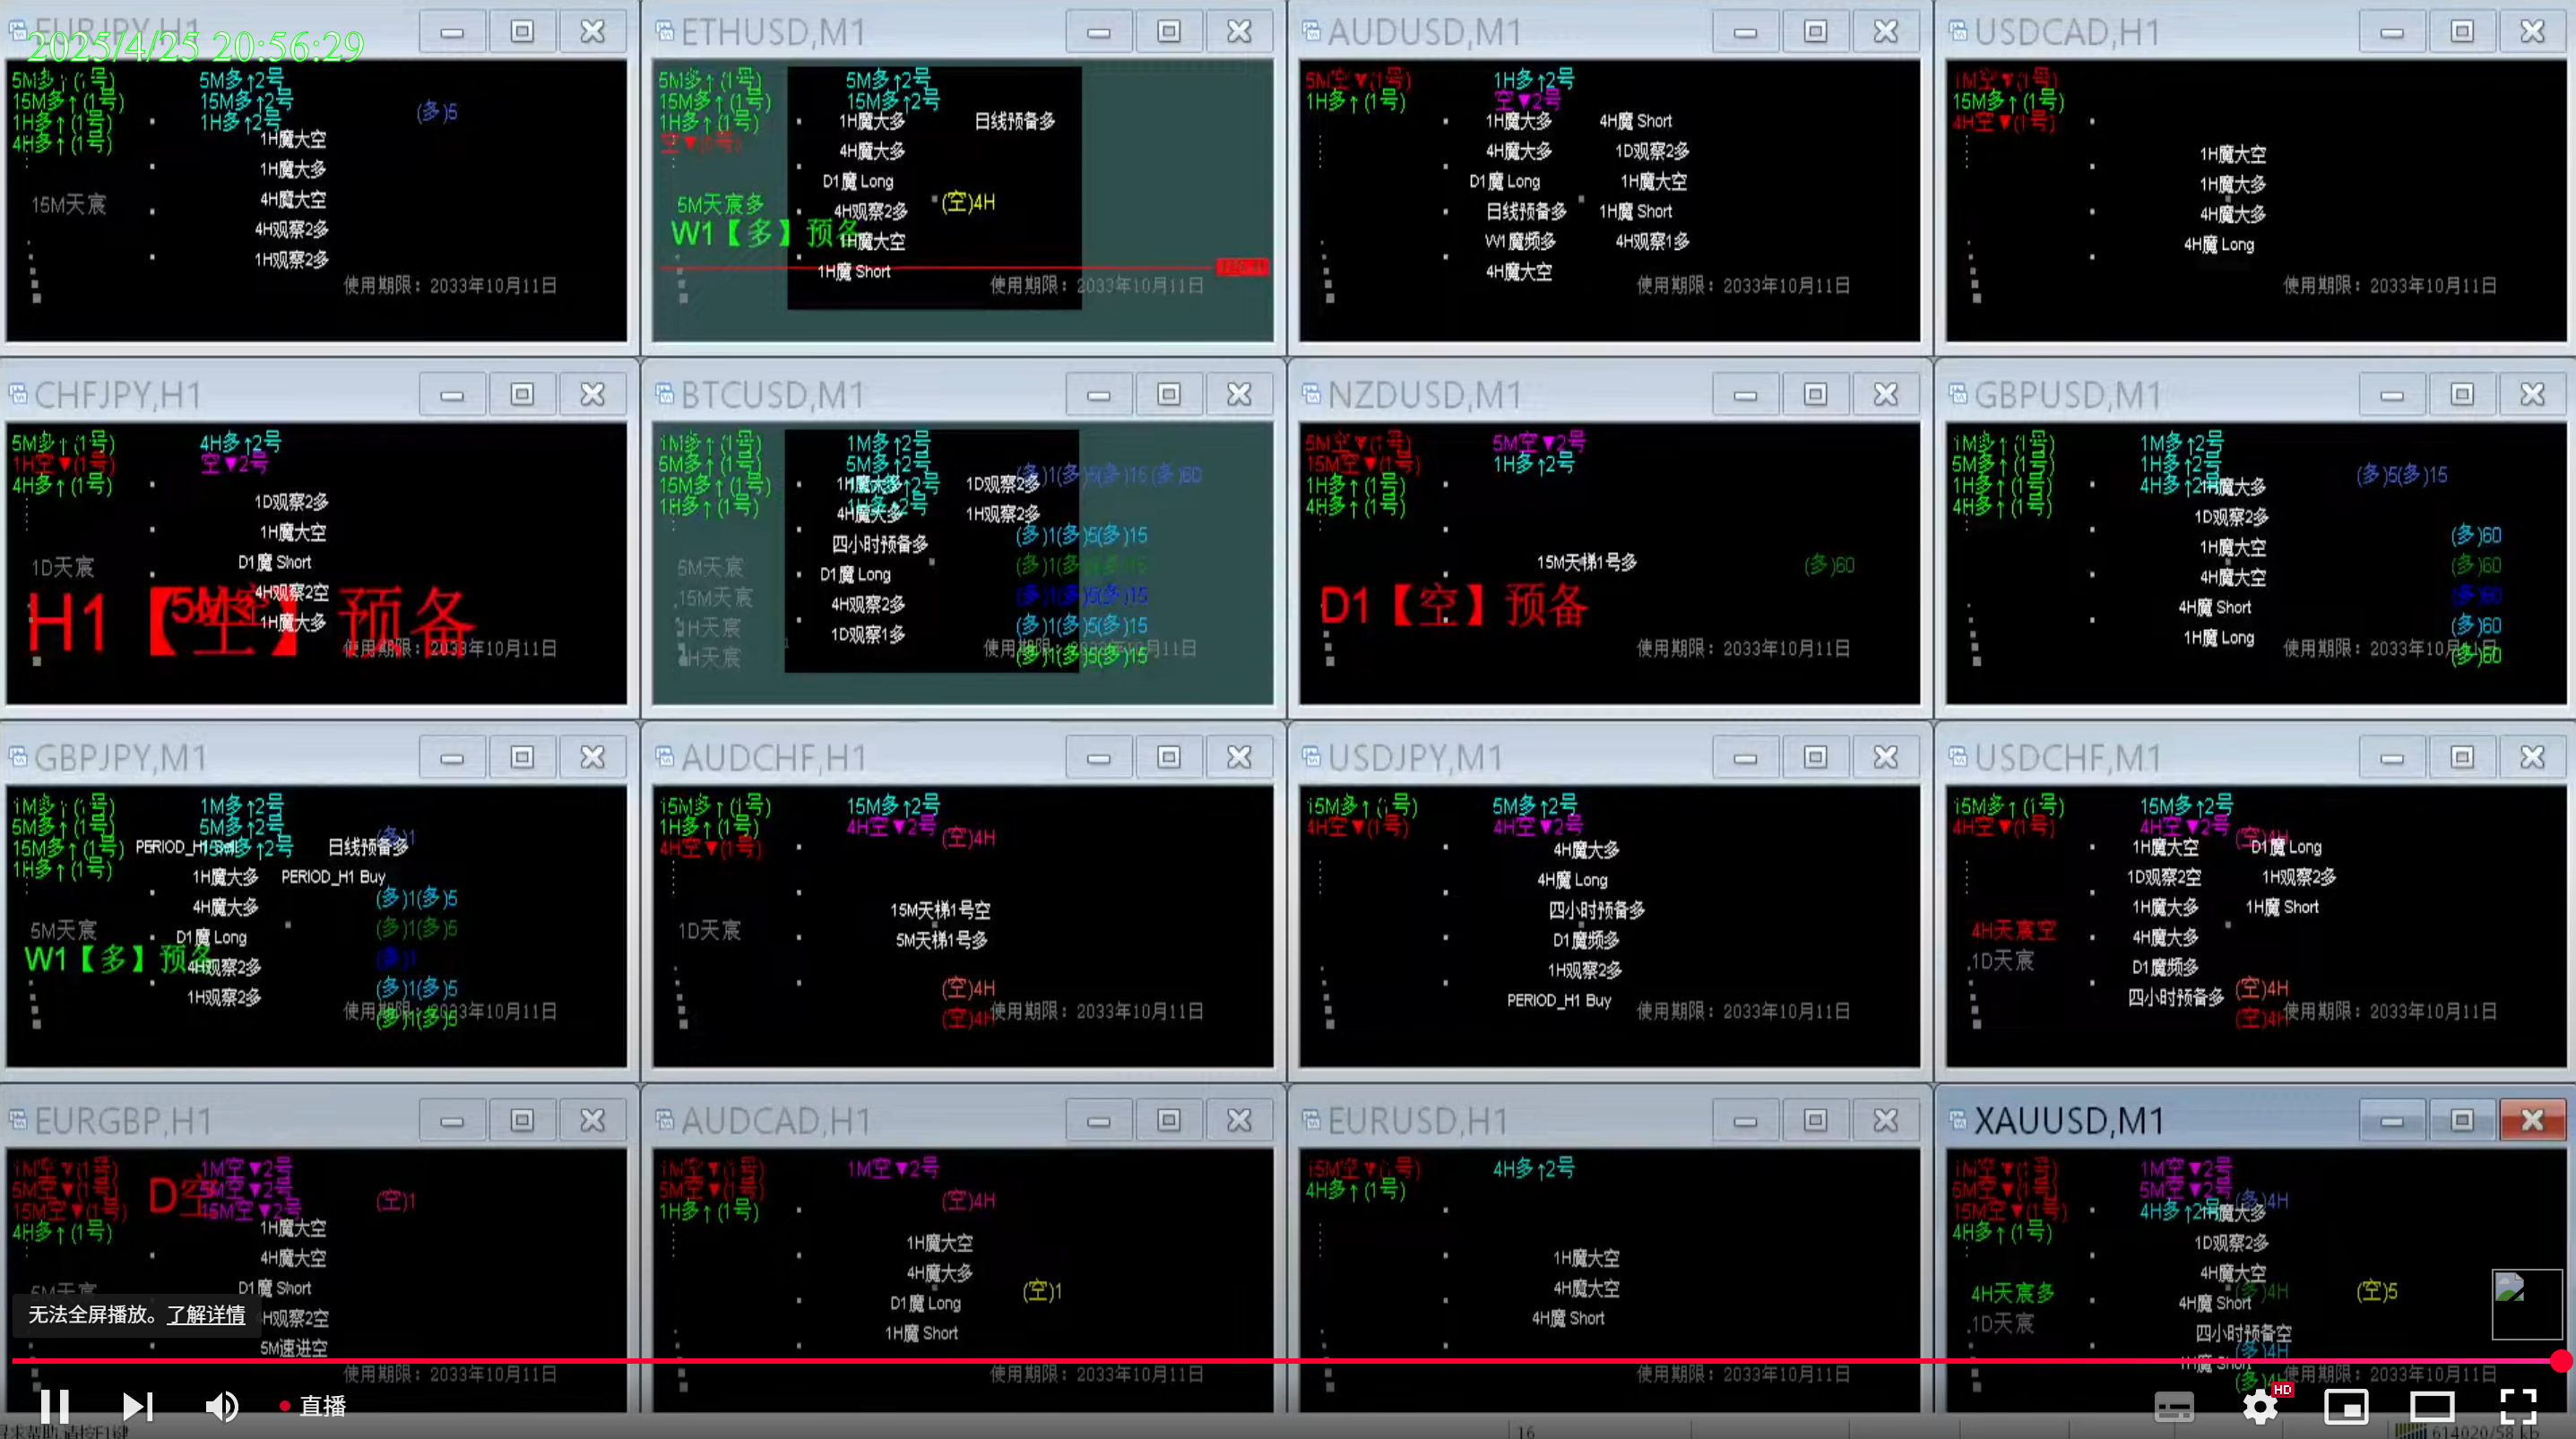 EURJPY,H1
2025/4/25 20:56:29
5M多↑(1号)
15M多↑(1号)
1H多↑(1号)
4H多↑(1号)
5M多↑2号
15M多↑2号
1H多↑2号
(多)5
1H魔大空
1H魔大多
4H魔大空
4H观察2多
1H观察2多
15M天宸
使用期限：2033年10月11日
ETHUSD,M1
5M多↑(1号)
15M多↑(1号)
1H多↑(1号)
空▼(1号)
5M多↑2号
15M多↑2号
1H魔大多
日线预备多
4H魔大多
D1魔 Long
4H观察2多
(空)4H
1H魔大空
1H魔 Short
5M天宸多
W1【多】预备
使用期限：2033年10月11日
AUDUSD,M1
5M空▼(1号)
1H多↑(1号)
1H多↑2号
空▼2号
1H魔大多
4H魔 Short
4H魔大多
1D观察2多
D1魔 Long
1H魔大空
日线预备多
1H魔 Short
W1魔频多
4H观察1多
4H魔大空
使用期限：2033年10月11日
USDCAD,H1
1M空▼(1号)
15M多↑(1号)
4H空▼(1号)
1H魔大空
1H魔大多
4H魔大多
4H魔 Long
使用期限：2033年10月11日
CHFJPY,H1
5M多↑(1号)
1H空▼(1号)
4H多↑(1号)
4H多↑2号
空▼2号
1D观察2多
1H魔大空
D1魔 Short
4H观察2空
1H魔大多
1D天宸
H1【空】预备
使用期限：2033年10月11日
BTCUSD,M1
1M多↑(1号)
5M多↑(1号)
15M多↑(1号)
1H多↑(1号)
1M多↑2号
5M多↑2号
15M多↑2号
1H多↑2号
(多)1(多)5(多)15(多)60
1H魔大多
1D观察2多
4H魔大多
1H观察2多
四小时预备多
(多)1(多)5(多)15
D1魔 Long
(多)1(多)5(多)15
4H观察2多
(多)1(多)5(多)15
1D观察1多
(多)1(多)5(多)15
(多)1(多)5(多)15
5M天宸
15M天宸
1H天宸
H天宸
使用期限：2033年10月11日
NZDUSD,M1
5M空▼(1号)
15M空▼(1号)
1H多↑(1号)
4H多↑(1号)
5M空▼2号
1H多↑2号
15M天梯1号多
(多)60
D1【空】预备
使用期限：2033年10月11日
GBPUSD,M1
1M多↑(1号)
5M多↑(1号)
1H多↑(1号)
4H多↑(1号)
1M多↑2号
1H多↑2号
4H多↑2号
(多)5(多)15
1H魔大多
1D观察2多
1H魔大空
4H魔大空
4H魔 Short
1H魔 Long
(多)60
(多)60
(多)60
(多)60
(多)60
使用期限：2033年10月11日
GBPJPY,M1
1M多↑(1号)
5M多↑(1号)
15M多↑(1号)
1H多↑(1号)
1M多↑2号
5M多↑2号
15M多↑2号
(多)1
日线预备多
1H魔大多
PERIOD_H1 Buy
4H魔大多
D1魔 Long
4H观察2多
1H观察2多
(多)1(多)5
(多)1(多)5
(多)1
(多)1(多)5
(多)1(多)5
5M天宸
W1【多】预备
使用期限：2033年10月11日
AUDCHF,H1
15M多↑(1号)
1H多↑(1号)
4H空▼(1号)
15M多↑2号
4H空▼2号
(空)4H
15M天梯1号空
5M天梯1号多
1D天宸
(空)4H
(空)4H
使用期限：2033年10月11日
USDJPY,M1
15M多↑(1号)
4H空▼(1号)
5M多↑2号
4H空▼2号
4H魔大多
4H魔 Long
四小时预备多
D1魔频多
1H观察2多
PERIOD_H1 Buy
使用期限：2033年10月11日
USDCHF,M1
15M多↑(1号)
4H空▼(1号)
15M多↑2号
4H空▼2号
(空)4H
1H魔大空
D1魔 Long
1D观察2空
1H观察2多
1H魔大多
1H魔 Short
4H魔大多
D1魔频多
四小时预备多
4H天宸空
1D天宸
(空)4H
(空)4H
使用期限：2033年10月11日
EURGBP,H1
1M空▼(1号)
5M空▼(1号)
15M空▼(1号)
4H多↑(1号)
D空
1M空▼2号
5M空▼2号
15M空▼2号
(空)1
1H魔大空
4H魔大空
D1魔 Short
4H观察2空
5M速进空
5M天宸
使用期限：2033年10月11日
AUDCAD,H1
1M空▼(1号)
5M空▼(1号)
1H多↑(1号)
1M空▼2号
(空)4H
1H魔大空
4H魔大多
D1魔 Long
1H魔 Short
(空)1
使用期限：2033年10月11日
EURUSD,H1
15M空▼(1号)
4H多↑(1号)
4H多↑2号
1H魔大空
4H魔大空
4H魔 Short
使用期限：2033年10月11日
XAUUSD,M1
1M空▼(1号)
5M空▼(1号)
15M空▼(1号)
4H多↑(1号)
1M空▼2号
5M空▼2号
4H多↑2号
(多)4H
1H魔大多
1D观察2多
4H魔大空
4H魔 Short
(多)4H
(空)5
四小时预备空
(多)4H
1H魔 Short
(多)4H
4H天宸多
1D天宸
使用期限：2033年10月11日
无法全屏播放。了解详情
直播
HD
16
614020/58 kb